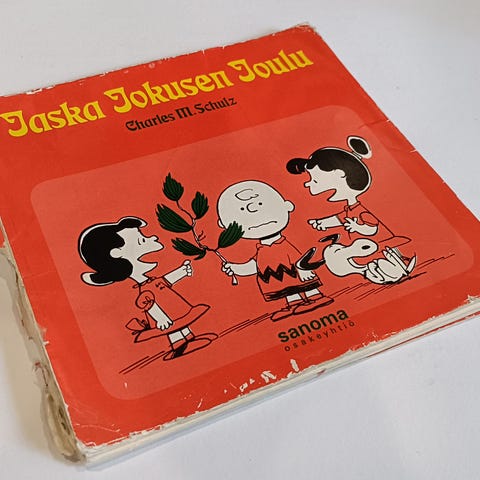 Jaska Jokusen Joulu
Charles M. Schulz
sanoma
osakeyhtiö